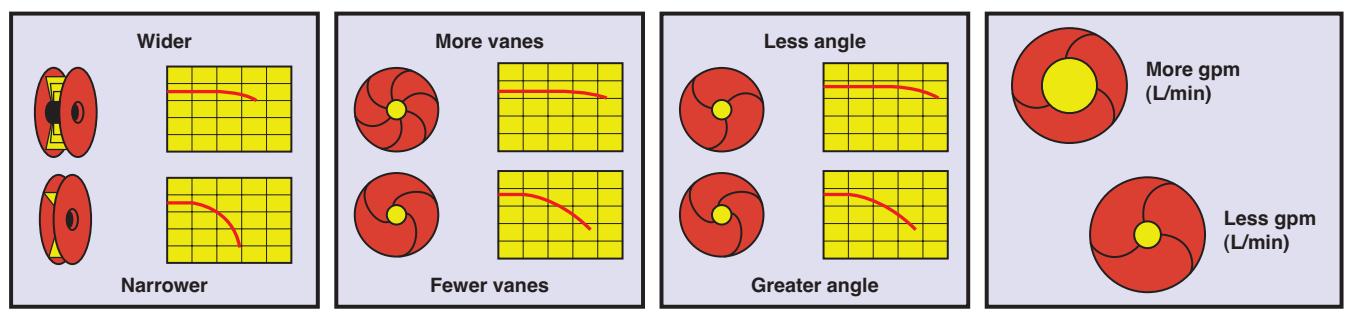 Wider
Narrower
More vanes
Fewer vanes
Less angle
Greater angle
More gpm
(L/min)
Less gpm
(L/min)